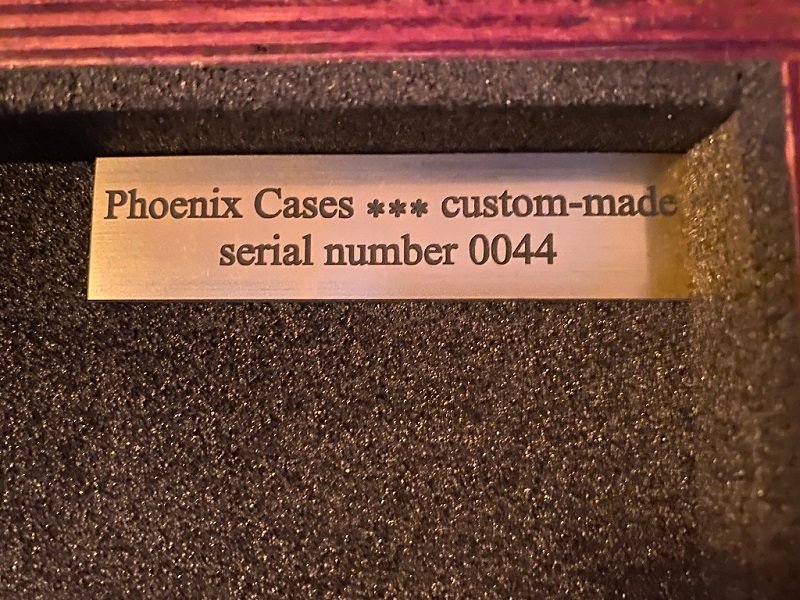 Phoenix Cases *** custom-made
serial number 0044